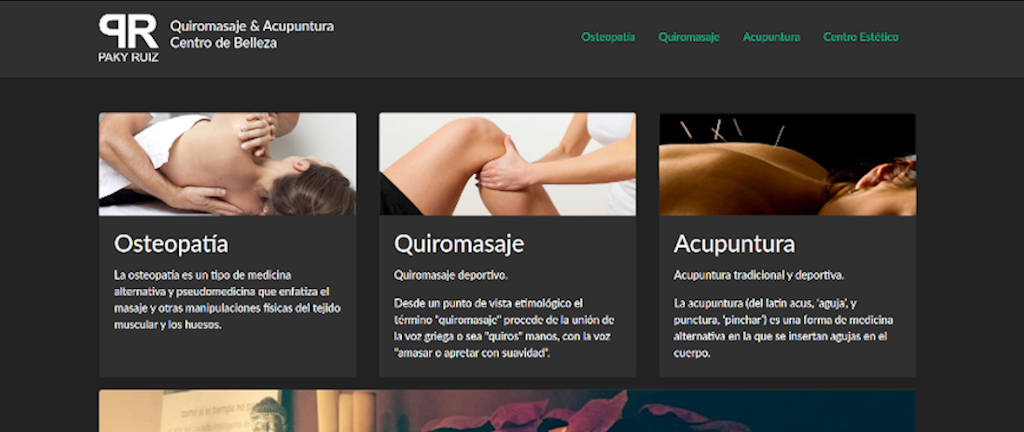 PR
PAKY RUIZ
Quiromasaje & Acupuntura
Centro de Belleza
Osteopatía
Quiromasaje
Acupuntura
Centro Estético
Osteopatía
La osteopatía es un tipo de medicina
alternativa y pseudomedicina que enfatiza el
masaje y otras manipulaciones físicas del tejido
muscular y los huesos.
Quiromasaje
Quiromasaje deportivo.
Desde un punto de vista etimológico el
término "quiromasaje" procede de la unión de
la voz griega o sea "quiros" manos, con la voz
"amasar o apretar con suavidad".
Acupuntura
Acupuntura tradicional y deportiva.
La acupuntura (del latín acus, 'aguja', y
punctura, 'pinchar') es una forma de medicina
alternativa en la que se insertan agujas en el
cuerpo.